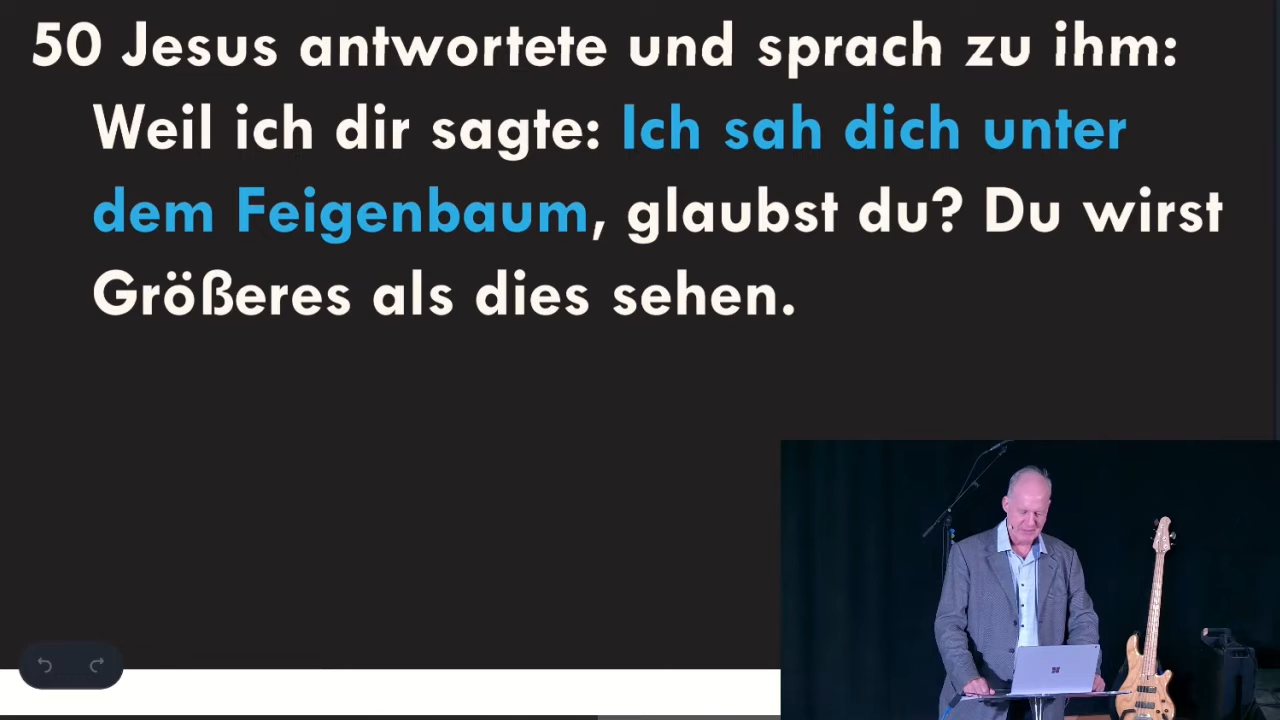 50 Jesus antwortete und sprach zu ihm:
Weil ich dir sagte: Ich sah dich unter
dem Feigenbaum, glaubst du? Du wirst
Größeres als dies sehen.